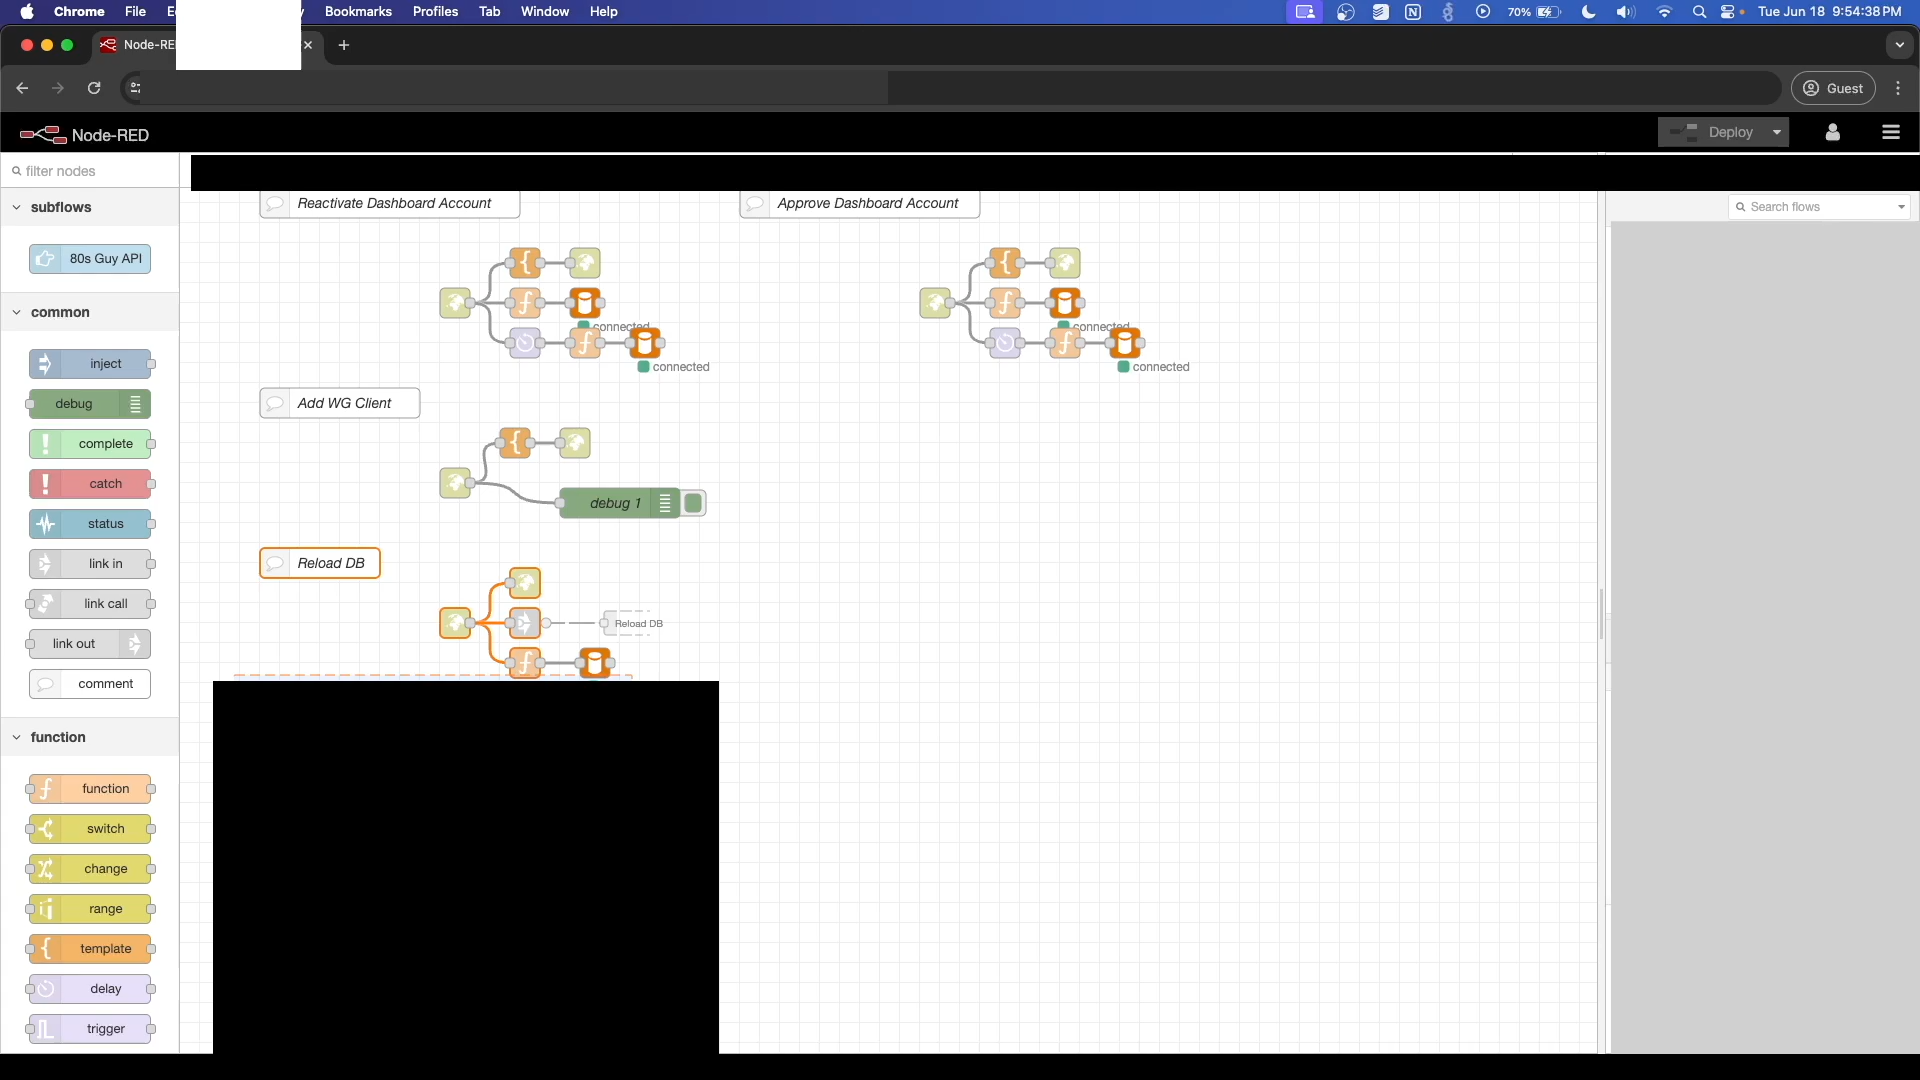 Chrome File Bookmarks Profiles Tab Window Help 70% Tue Jun 18 9:54:38 PM
Guest
Node-RED Deploy
filter nodes
Search flows
subflows
80s Guy API
common
inject
debug
complete
catch
status
link in
link call
link out
comment
function
function
switch
change
range
template
delay
trigger
Reactivate Dashboard Account
connected
connected
Approve Dashboard Account
connected
connected
Add WG Client
debug 1
Reload DB
Reload DB